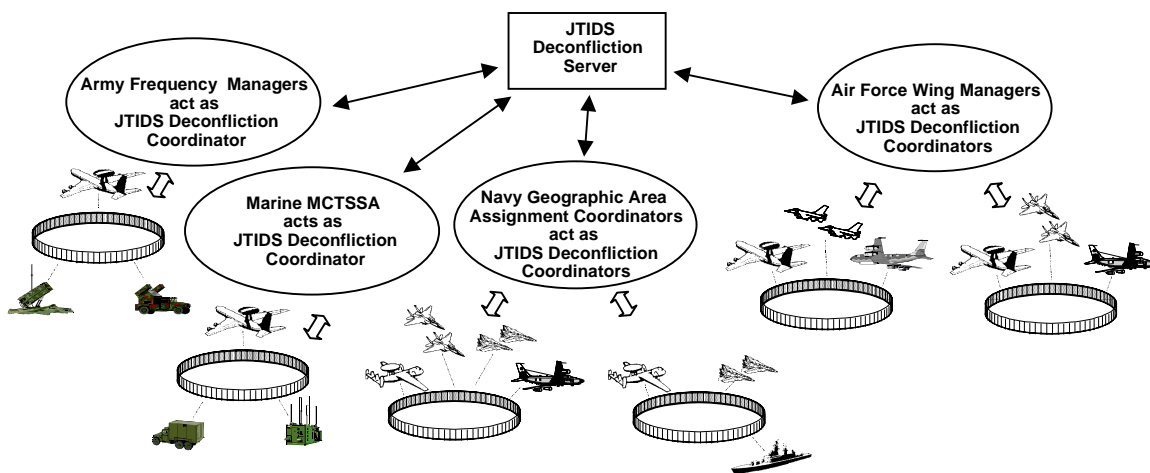 JTIDS
Deconfliction
Server
Army Frequency Managers
act as
JTIDS Deconfliction
Coordinator
Air Force Wing Managers
act as
JTIDS Deconfliction
Coordinators
Marine MCTSSA
acts as
JTIDS Deconfliction
Coordinator
Navy Geographic Area
Assignment Coordinators
act as
JTIDS Deconfliction
Coordinators